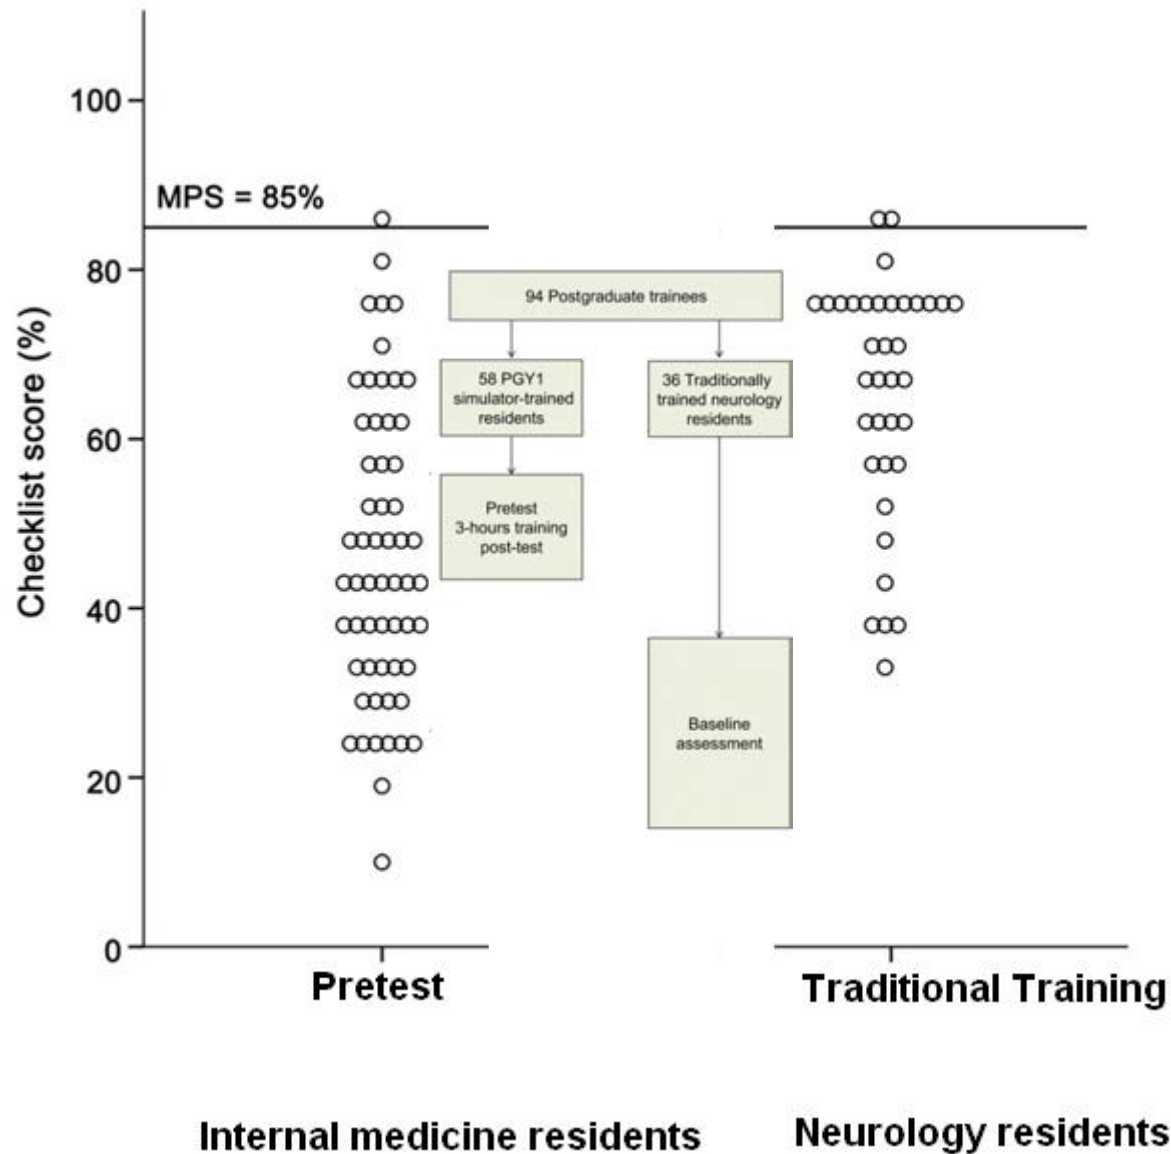 100
MPS = 85%
80
60
40
20
0
Checklist score (%)
94 Postgraduate trainees
58 PGY1
simulator-trained
residents
36 Traditionally
trained neurology
residents
Pretest
3-hours training
post-test
Baseline
assessment
Pretest
Traditional Training
Internal medicine residents
Neurology residents